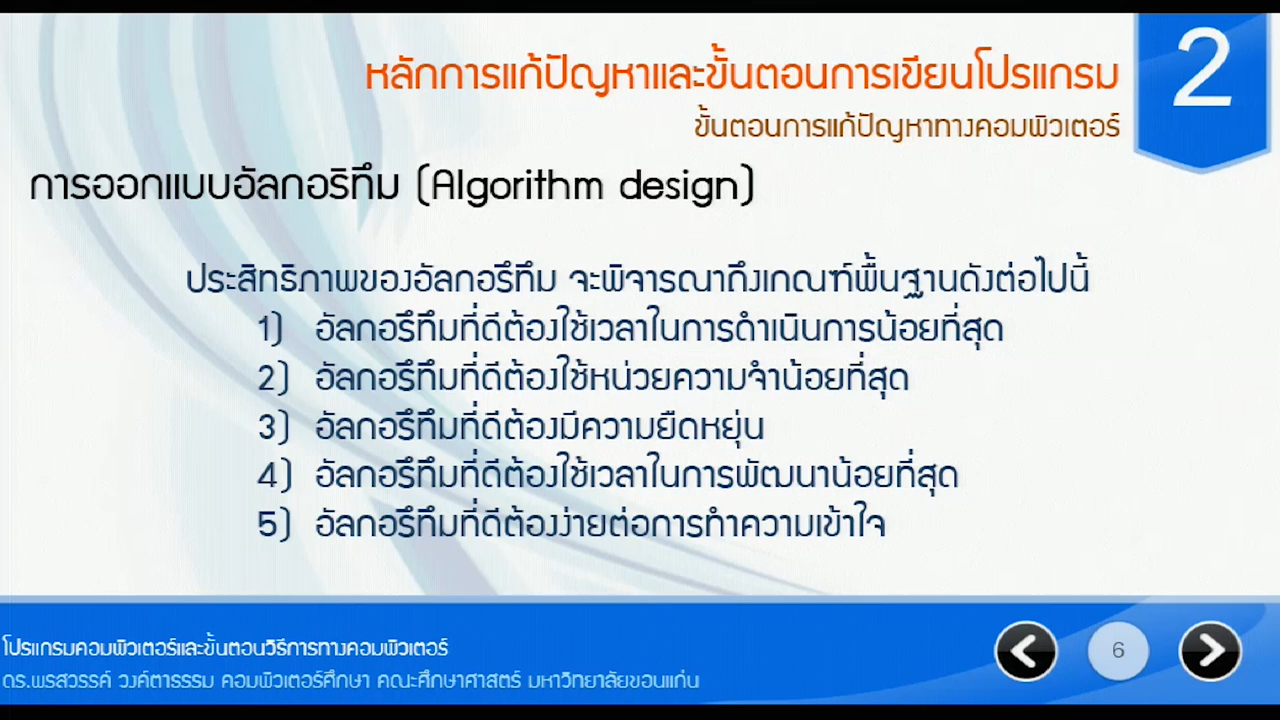 2
หลักการแก้ปัญหาและขั้นตอนการเขียนโปรแกรม
ขั้นตอนการแก้ปัญหาทางคอมพิวเตอร์
การออกแบบอัลกอริทึม (Algorithm design)
ประสิทธิภาพของอัลกอรึทึม จะพิจารณาถึงเกณฑ์พื้นฐานดังต่อไปนี้
1) อัลกอรึทึมที่ดีต้องใช้เวลาในการดำเนินการน้อยที่สุด
2) อัลกอรึทึมที่ดีต้องใช้หน่วยความจำน้อยที่สุด
3) อัลกอรึทึมที่ดีต้องมีความยืดหยุ่น
4) อัลกอรึทึมที่ดีต้องใช้เวลาในการพัฒนาน้อยที่สุด
5) อัลกอรึทึมที่ดีต้องง่ายต่อการทำความเข้าใจ
โปรแกรมคอมพิวเตอร์และขั้นตอนวิธีการทางคอมพิวเตอร์
ดร.พรสวรรค์ วงค์ตาธรรม คอมพิวเตอร์ศึกษา คณะศึกษาศาสตร์ มหาวิทยาลัยขอนแก่น
6